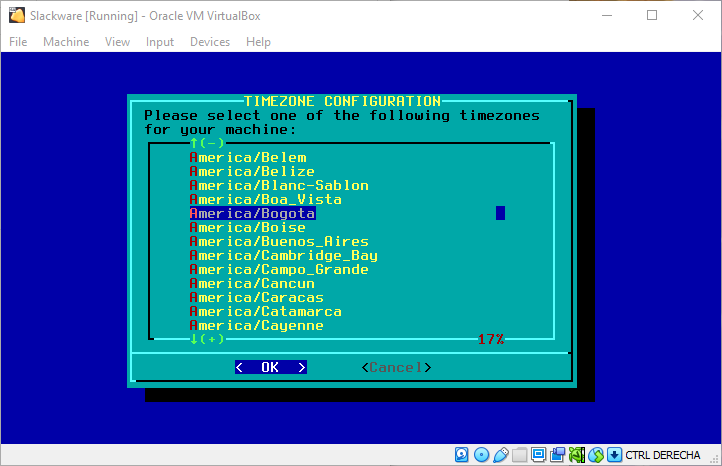 Slackware [Running] - Oracle VM VirtualBox
File Machine View Input Devices Help
TIMEZONE CONFIGURATION
Please select one of the following timezones
for your machine:
↑(-)
America/Belem
America/Belize
America/Blanc-Sablon
America/Boa_Vista
America/Bogota
America/Boise
America/Buenos_Aires
America/Cambridge_Bay
America/Campo_Grande
America/Cancun
America/Caracas
America/Catamarca
America/Cayenne
↓(+) 17%
< OK > <Cancel>
CTRL DERECHA